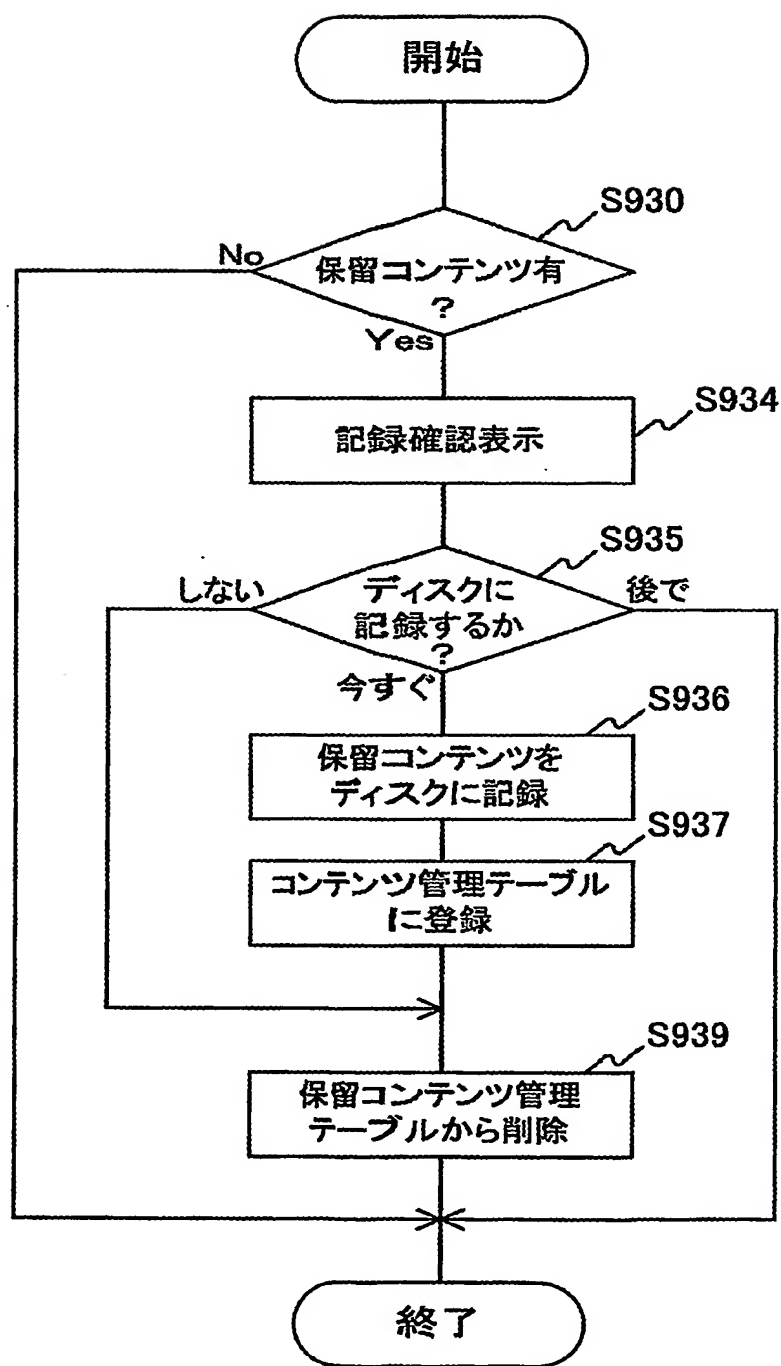 開始
S930
No
保留コンテンツ有
?
Yes
S934
記録確認表示
S935
しない
ディスクに
後で
記録するか
?
今すぐ
S936
保留コンテンツを
ディスクに記録
S937
コンテンツ管理テーブル
に登録
S939
保留コンテンツ管理
テーブルから削除
終了